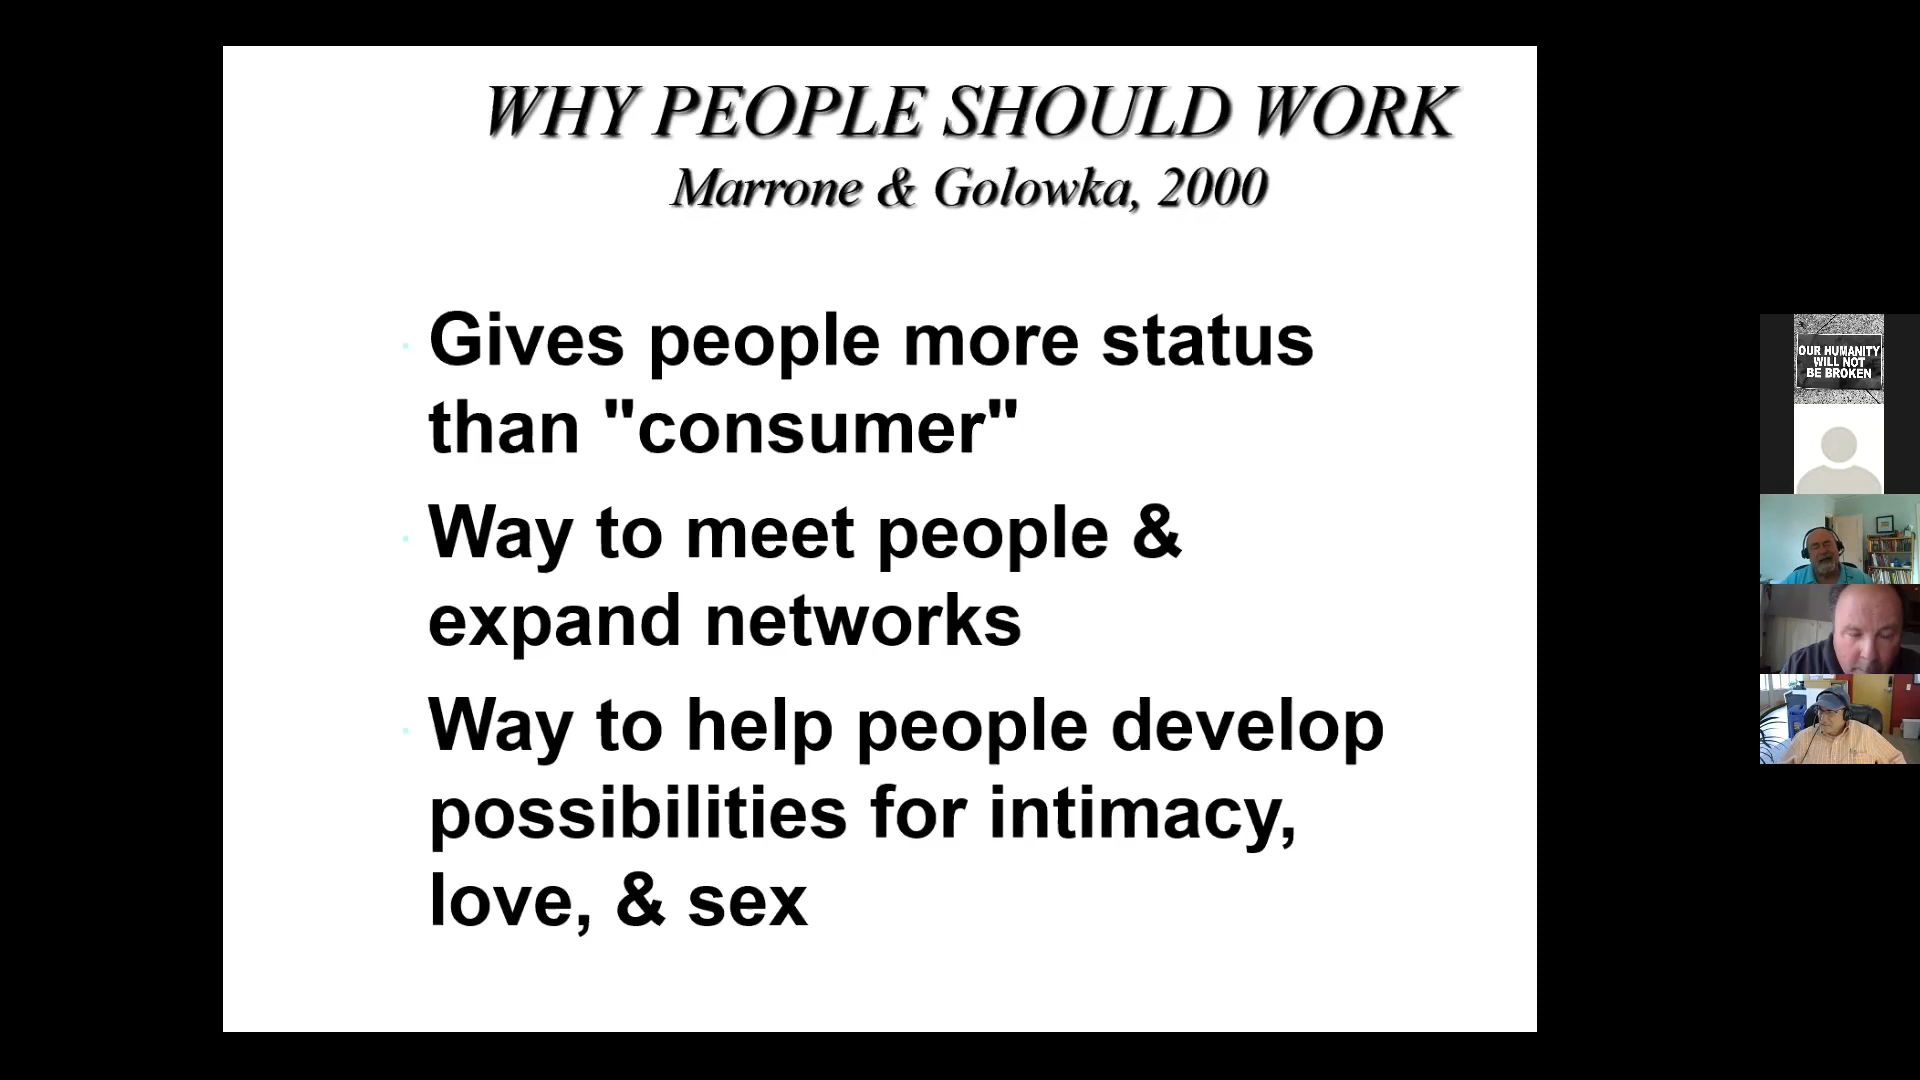 WHY PEOPLE SHOULD WORK
Marrone & Golowka, 2000
Gives people more status
than "consumer"
Way to meet people &
expand networks
Way to help people develop
possibilities for intimacy,
love, & sex
OUR HUMANITY
WILL NOT
BE BROKEN